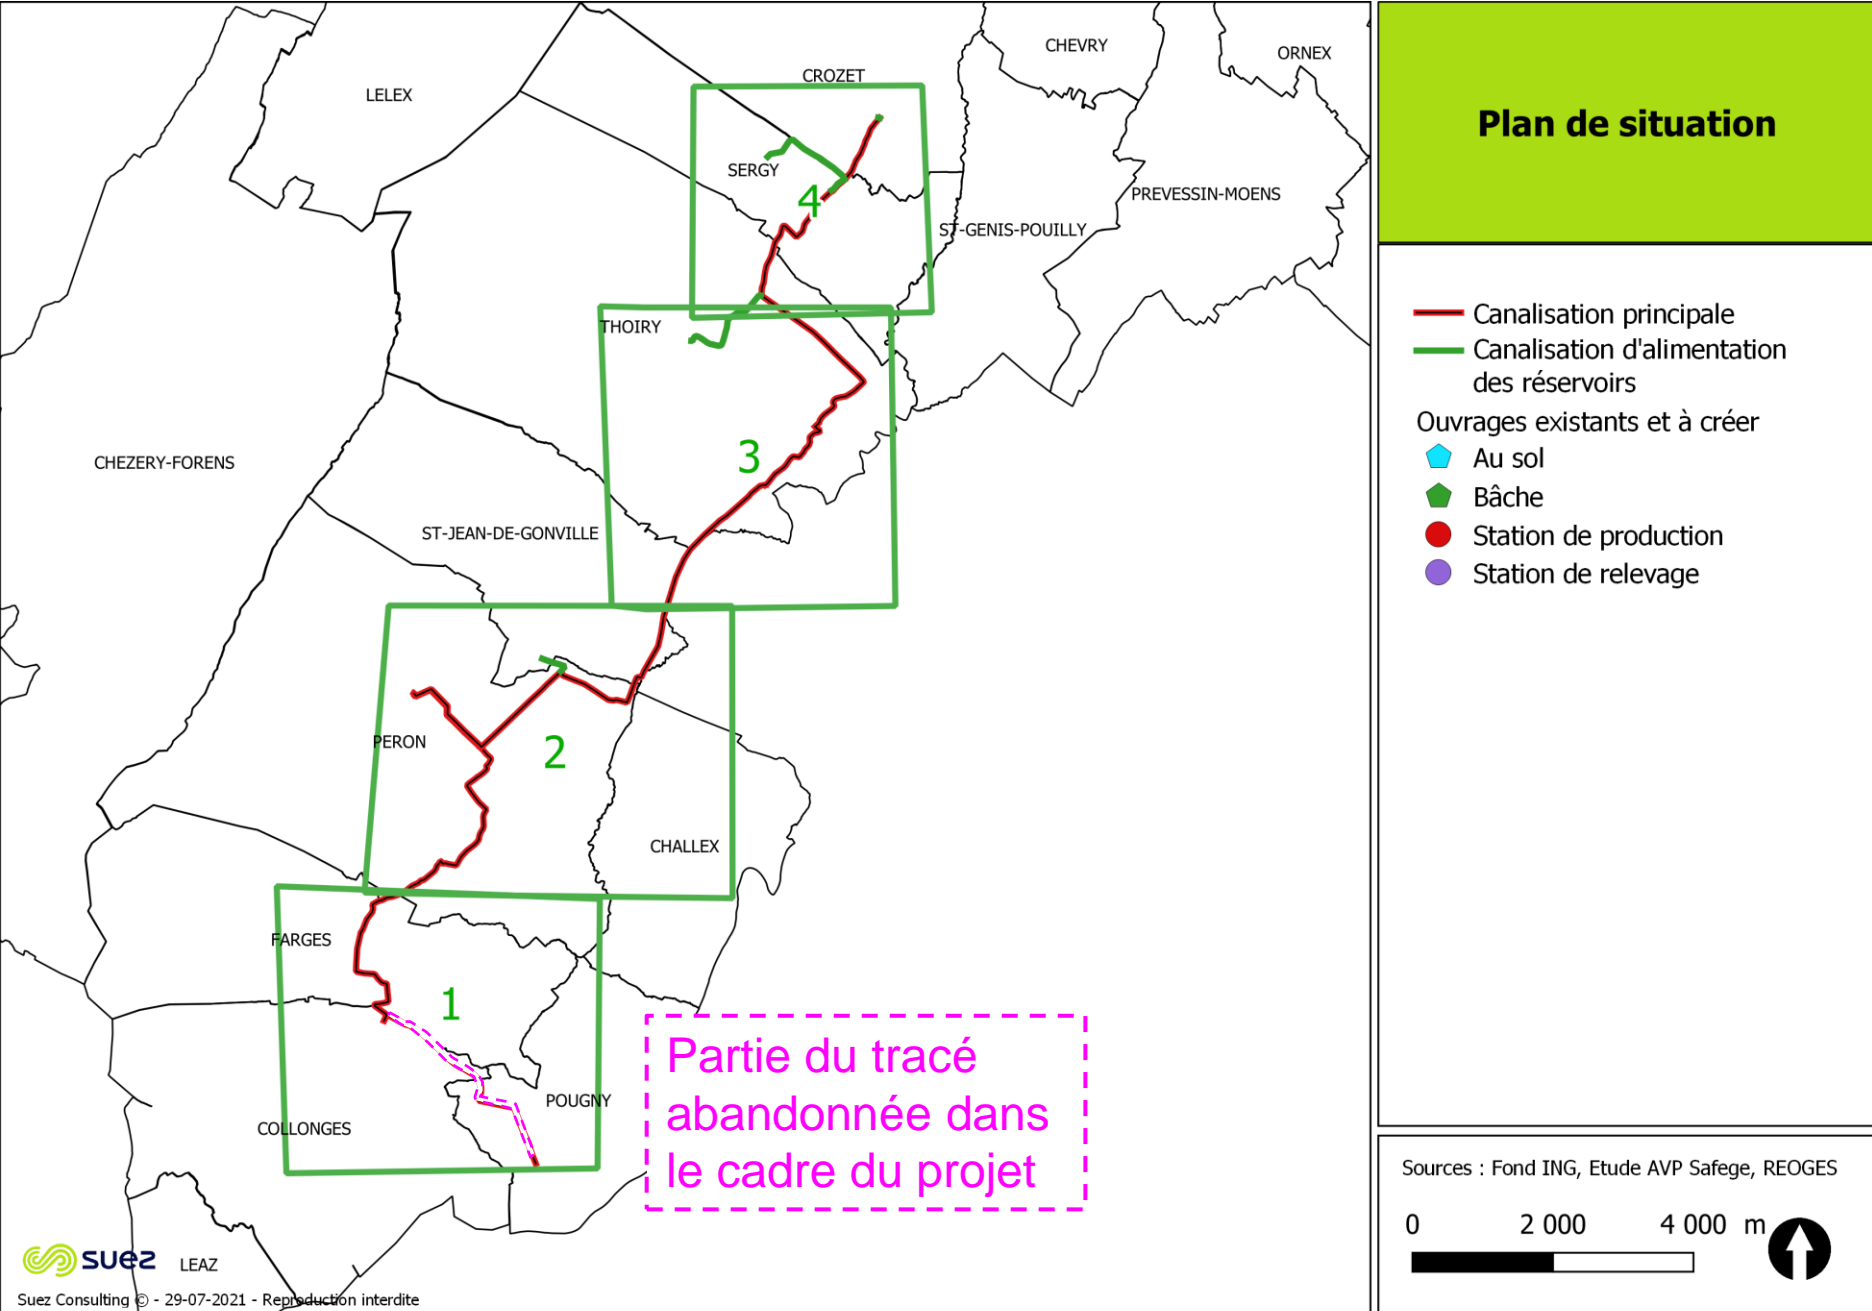 CHEVRY
ORNEX
CROZET
LELEX
SERGY
4
PREVESSIN-MOENS
ST-GENIS-POUILLY
THOIRY
3
CHEZERY-FORENS
ST-JEAN-DE-GONVILLE
PERON
2
CHALLEX
FARGES
1
POUGNY
COLLONGES
Partie du tracé
abandonnée dans
le cadre du projet
LEAZ
suez
Suez Consulting © - 29-07-2021 - Reproduction interdite
Plan de situation
Canalisation principale
Canalisation d'alimentation
des réservoirs
Ouvrages existants et à créer
Au sol
Bâche
Station de production
Station de relevage
Sources : Fond ING, Etude AVP Safege, REOGES
0 2 000 4 000 m